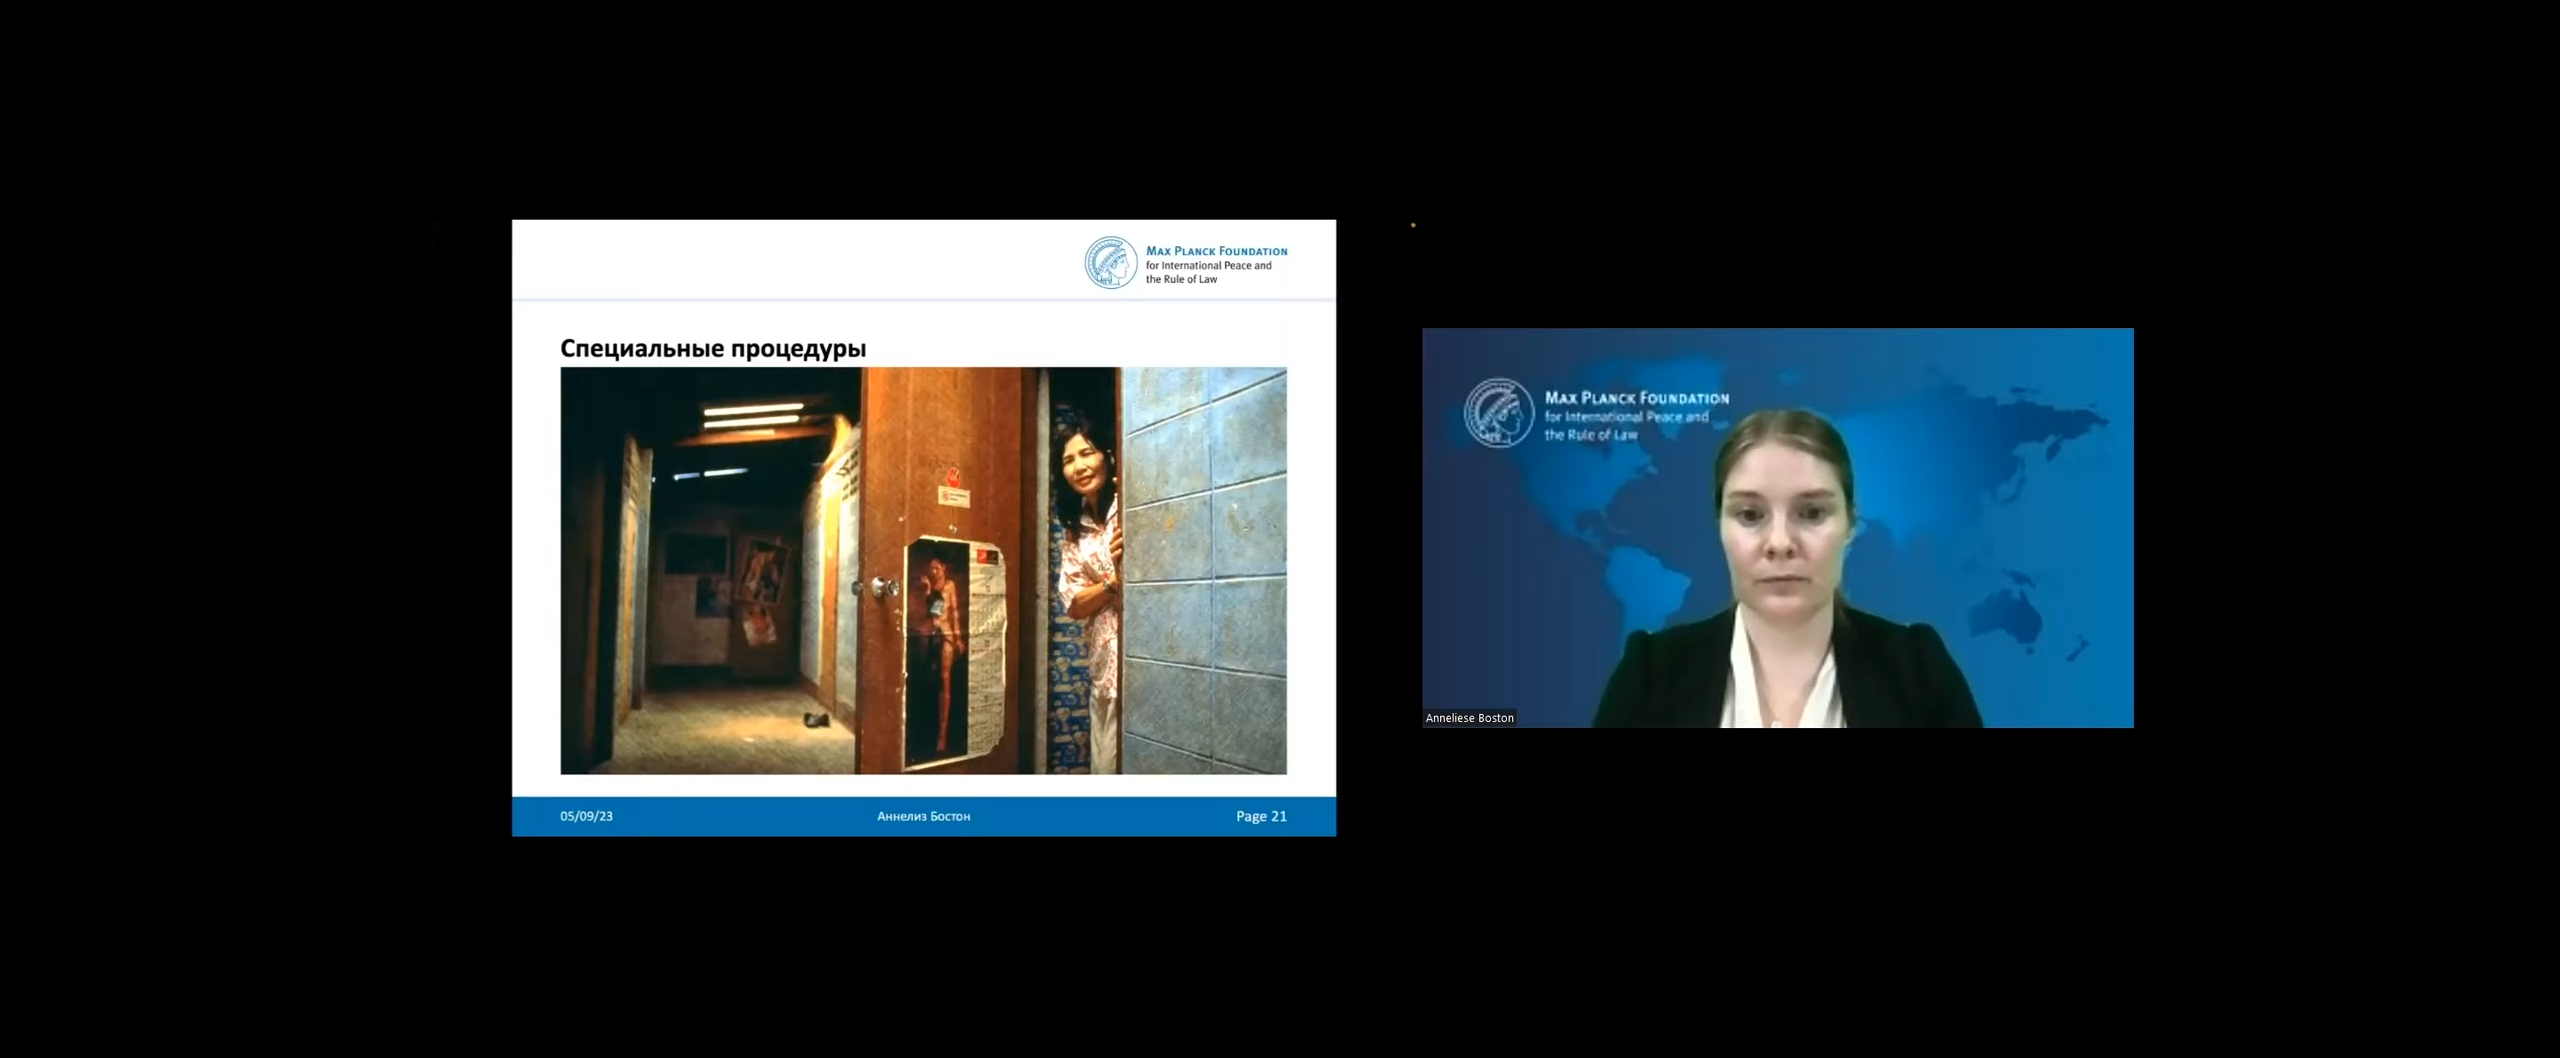 MAX PLANCK FOUNDATION
for International Peace and
the Rule of Law
Специальные процедуры
05/09/23
Аннелиз Бостон
Page 21
MAX PLANCK FOUNDATION
for International Peace and
the Rule of Law
Anneliese Boston